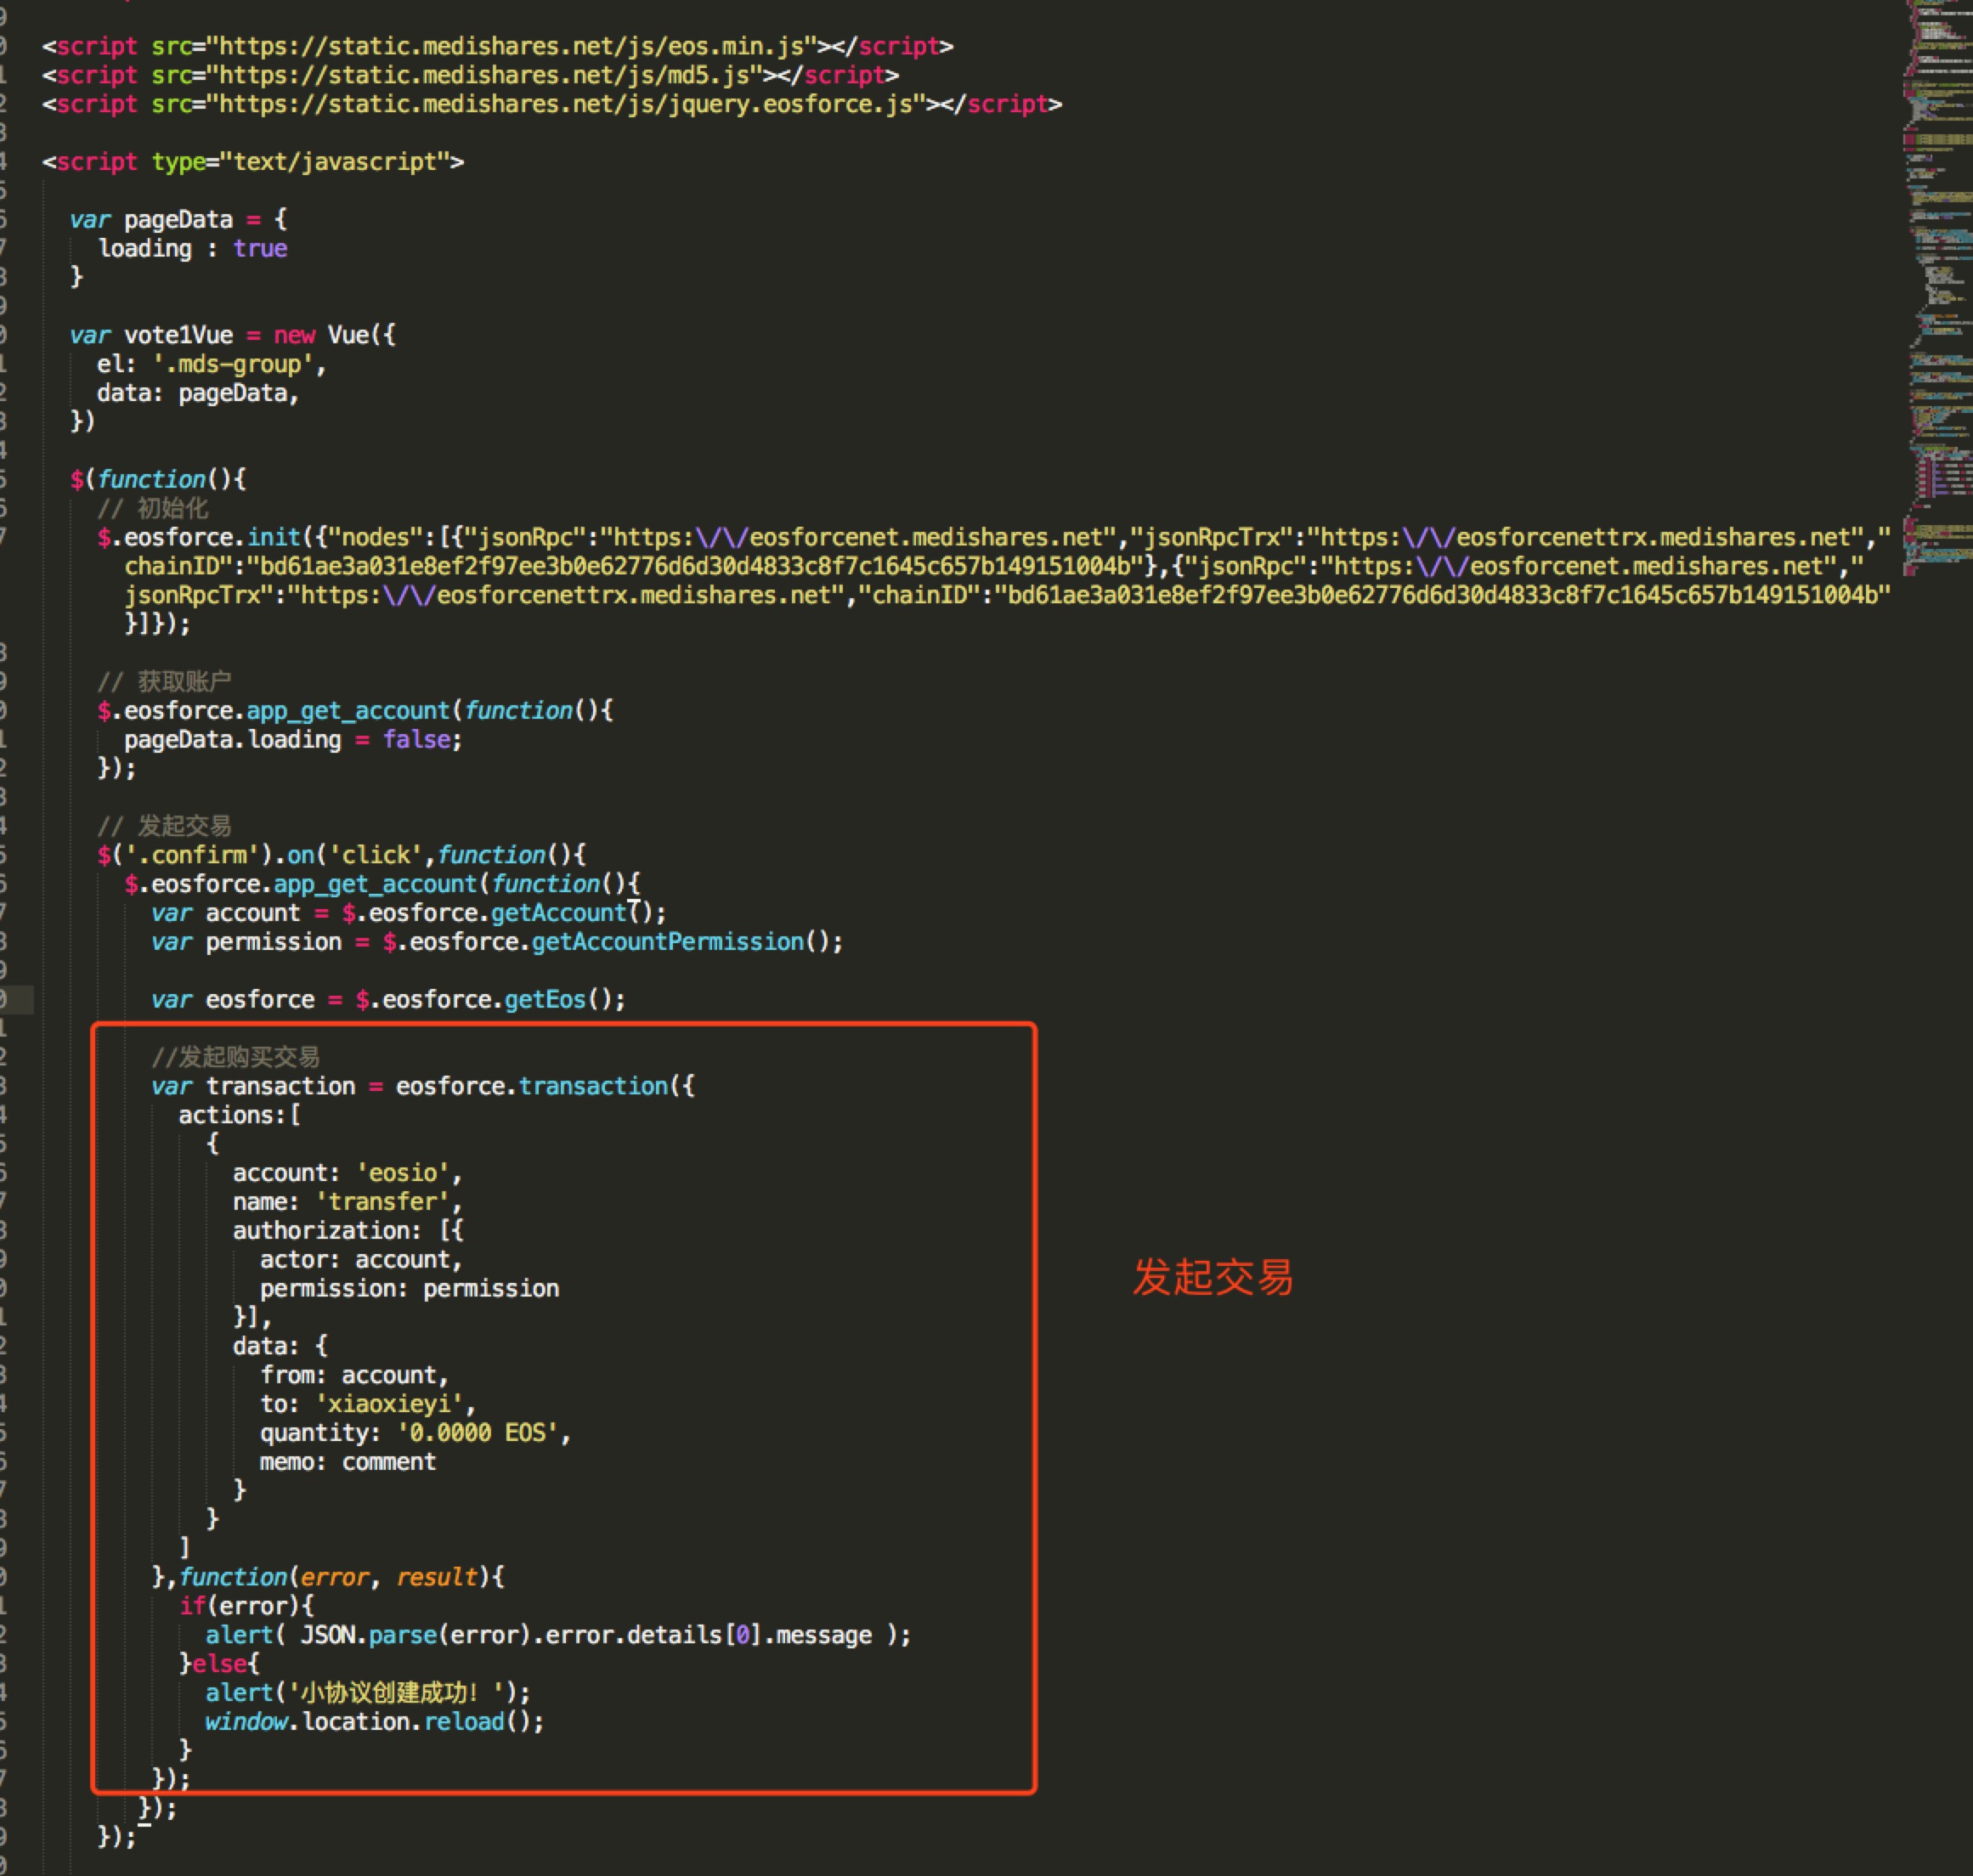 <script src="https://static.medishares.net/js/eos.min.js"></script>
<script src="https://static.medishares.net/js/md5.js"></script>
<script src="https://static.medishares.net/js/jquery.eosforce.js"></script>
<script type="text/javascript">
var pageData = {
loading : true
}
var vote1Vue = new Vue({
el: '.mds-group',
data: pageData,
})
$(function(){
// 初始化
$.eosforce.init({"nodes":[{"jsonRpc":"https:\/\/eosforcenet.medishares.net","jsonRpcTrx":"https:\/\/eosforcenettrx.medishares.net","
chainID":"bd61ae3a031e8ef2f97ee3b0e62776d6d30d4833c8f7c1645c657b149151004b"},{"jsonRpc":"https:\/\/eosforcenet.medishares.net","
jsonRpcTrx":"https:\/\/eosforcenettrx.medishares.net","chainID":"bd61ae3a031e8ef2f97ee3b0e62776d6d30d4833c8f7c1645c657b149151004b"
}]});
// 获取账户
$.eosforce.app_get_account(function(){
pageData.loading = false;
});
// 发起交易
$('.confirm').on('click',function(){
$.eosforce.app_get_account(function(){
var account = $.eosforce.getAccount();
var permission = $.eosforce.getAccountPermission();
var eosforce = $.eosforce.getEos();
//发起购买交易
var transaction = eosforce.transaction({
actions:[
{
account: 'eosio',
name: 'transfer',
authorization: [{
actor: account,
permission: permission
}],
data: {
from: account,
to: 'xiaoxieyi',
quantity: '0.0000 EOS',
memo: comment
}
}
]
},function(error, result){
if(error){
alert( JSON.parse(error).error.details[0].message );
}else{
alert('小协议创建成功！');
window.location.reload();
}
});
});
});
发起交易